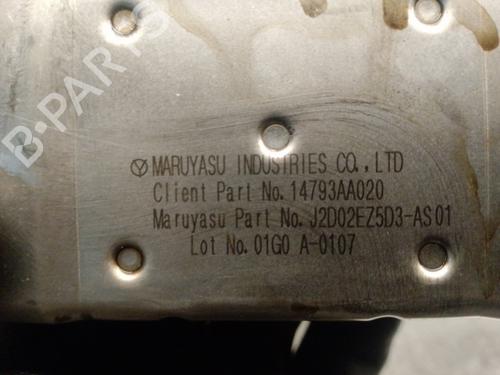 B-PARTS
MARUYASU INDUSTRIES CO., LTD
Client Part No. 14793AA020
Maruyasu Part No. J2D02EZ5D3-AS01
Lot No. 01G0 A-0107